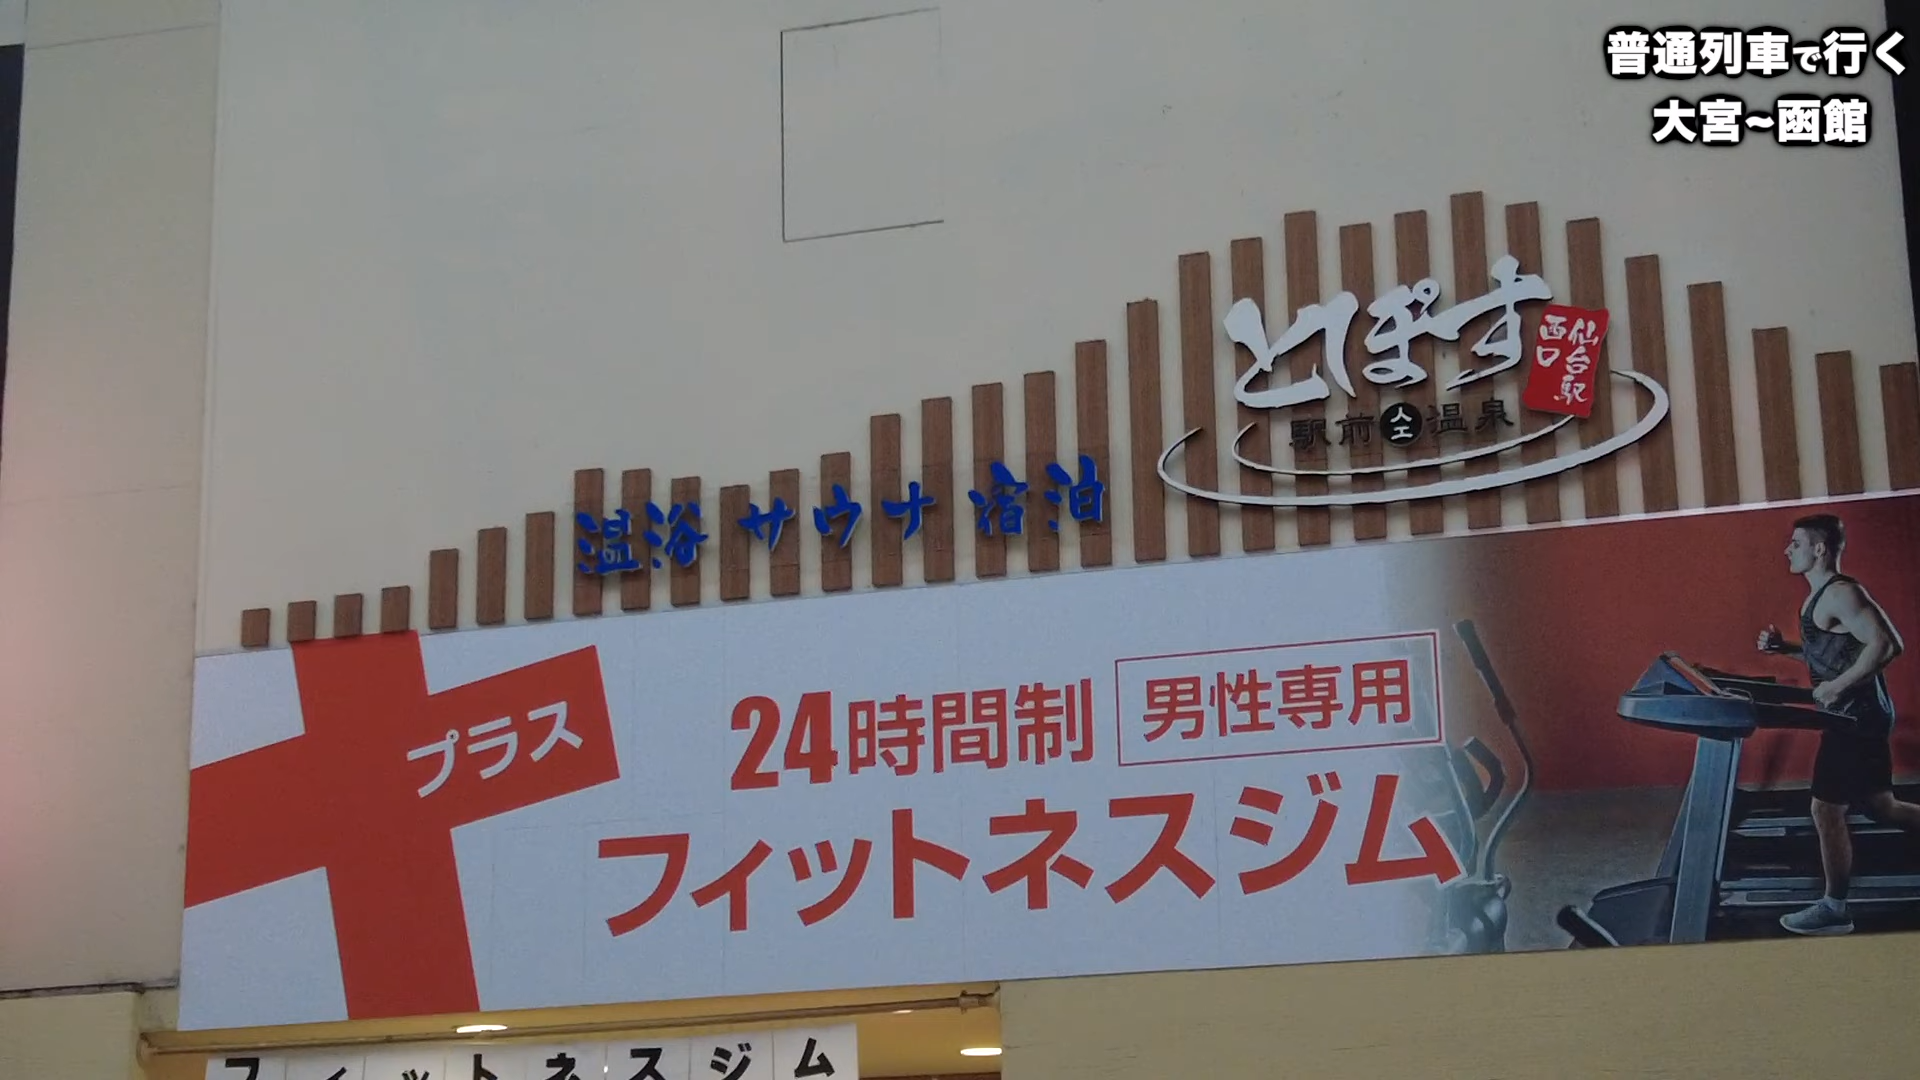 普通列車で行く
大宮~函館
とぽす
仙台駅
西口
駅前人工温泉
温浴 サウナ 宿泊
プラス
24時間制 男性専用
フィットネスジム
フィットネスジム